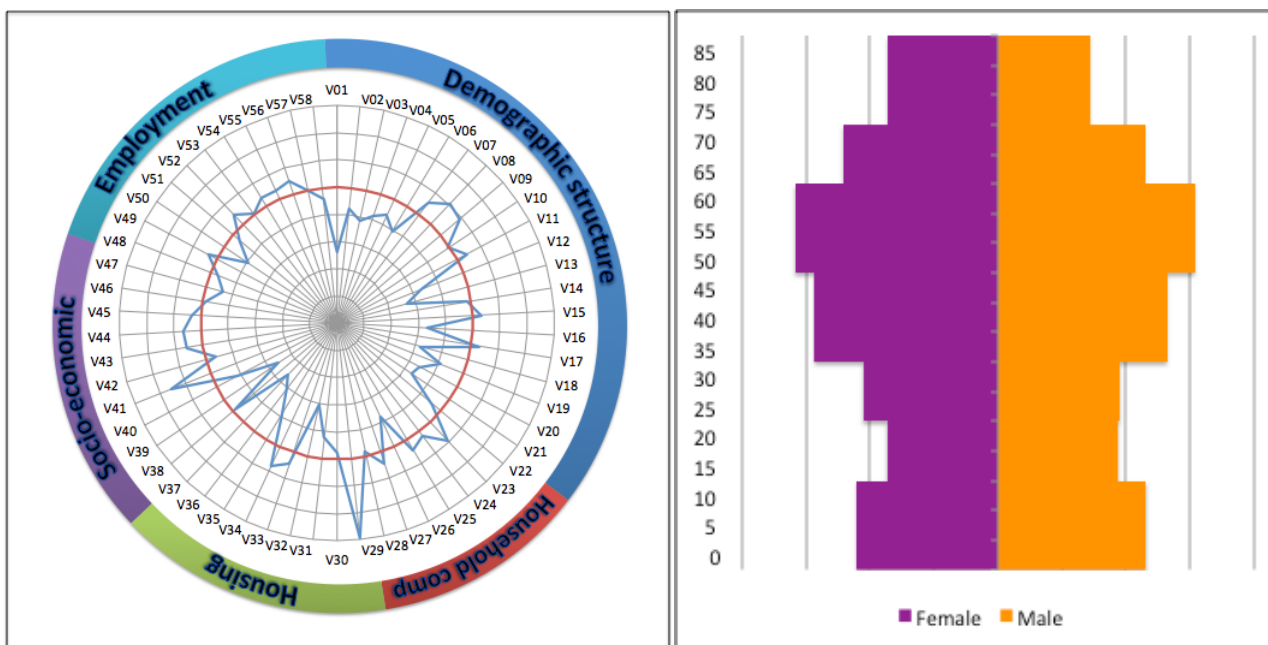 Employment
Demographic structure
Household comp
Housing
Socio-economic
V01
V02
V03
V04
V05
V06
V07
V08
V09
V10
V11
V12
V13
V14
V15
V16
V17
V18
V19
V20
V21
V22
V23
V24
V25
V26
V27
V28
V29
V30
V31
V32
V33
V34
V35
V36
V37
V38
V39
V40
V41
V42
V43
V44
V45
V46
V47
V48
V49
V50
V51
V52
V53
V54
V55
V56
V57
V58
85
80
75
70
65
60
55
50
45
40
35
30
25
20
15
10
5
0
Female Male